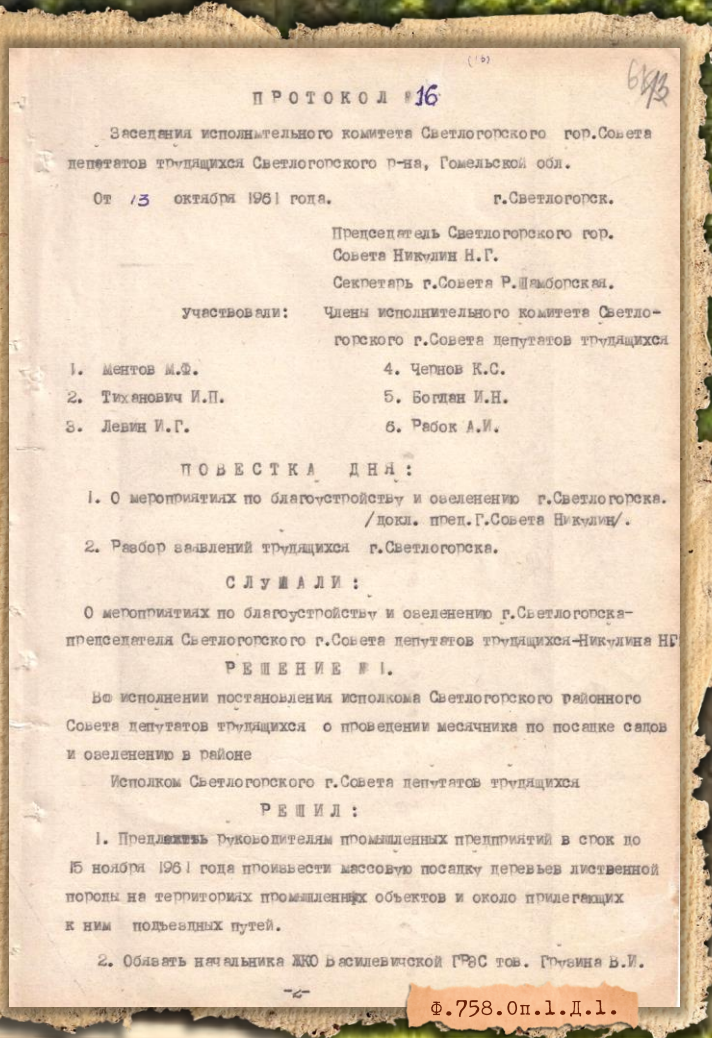 (16)
ПРОТОКОЛ №16
Заседания исполнительного комитета Светлогорского гор.Совета
депетатов трудящихся Светлогорского р-на, Гомельской обл.
От 13 октября 1961 года. г.Светлогорск.
Председатель Светлогорского гор.
Совета Никулин Н.Г.
Секретарь г.Совета Р.Шамборская.
Участвовали: Члены исполнительного комитета Светло-
горского г.Совета депутатов трудящихся
1. Ментов М.Ф. 4. Чернов К.С.
2. Тиханович И.П. 5. Богдан И.Н.
3. Левин И.Г. 6. Рабок А.И.
ПОВЕСТКА ДНЯ:
1. О мероприятиях по благоустройству и озеленению г.Светлогорска.
/докл. пред.Г.Совета Никулин/.
2. Разбор заявлений трудящихся г.Светлогорска.
СЛУШАЛИ:
О мероприятиях по благоустройству и озеленению г.Светлогорска-
председателя Светлогорского г.Совета депутатов трудящихся-Никулина НГ
РЕШЕНИЕ №1.
Во исполнении постановления исполкома Светлогорского районного
Совета депутатов трудящихся о проведении месячника по посадке садов
и озеленению в районе
Исполком Светлогорского г.Совета депутатов трудящихся
РЕШИЛ:
1. Предложить руководителям промышленных предприятий в срок до
15 ноября 1961 года произвести массовую посадку деревьев лиственной
породы на территориях промышленных объектов и около прилегающих
к ним подъездных путей.
2. Обязать начальника ЖКО Василевичской ГРЭС тов. Грузина В.И.
-2-
Ф.758.Оп.1.Д.1.